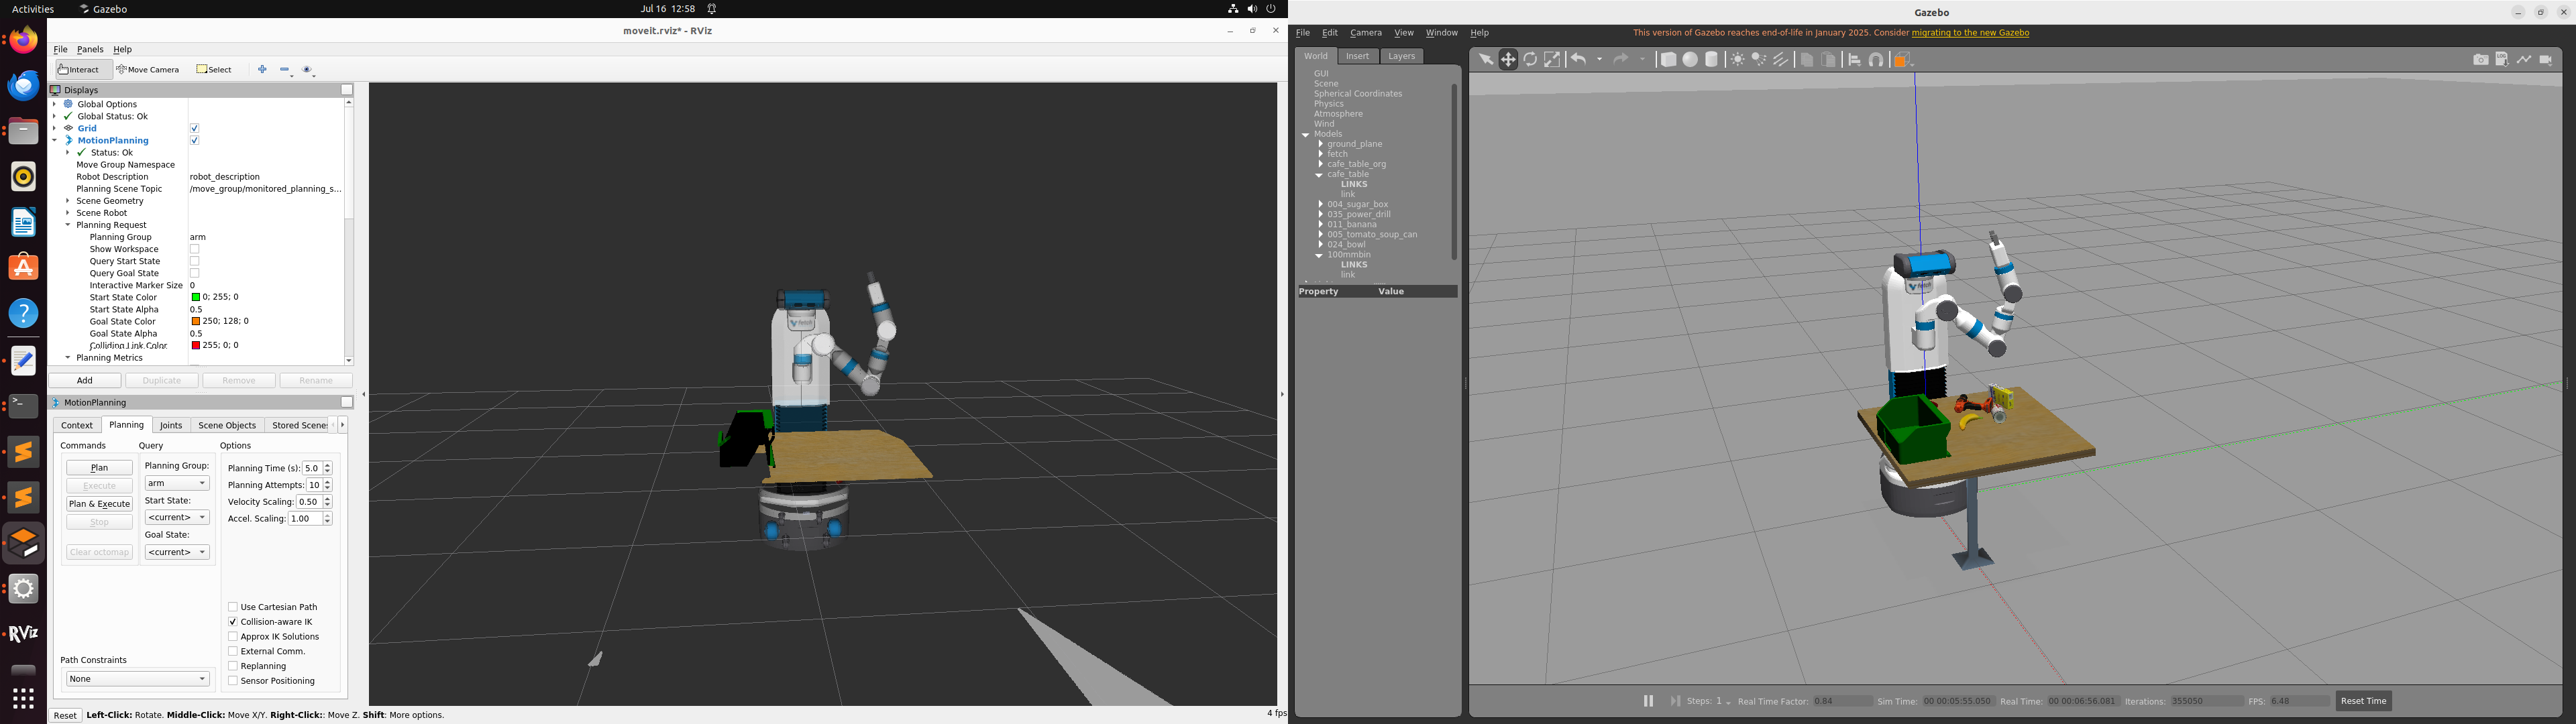 Activities
Gazebo
Jul 16 12:58
moveit.rviz* - RViz
File Panels Help
Interact
Move Camera
Select
Displays
Global Options
Global Status: Ok
Grid
MotionPlanning
Status: Ok
Move Group Namespace
Robot Description robot_description
Planning Scene Topic /move_group/monitored_planning_s...
Scene Geometry
Scene Robot
Planning Request
Planning Group arm
Show Workspace
Query Start State
Query Goal State
Interactive Marker Size 0
Start State Color 0; 255; 0
Start State Alpha 0.5
Goal State Color 250; 128; 0
Goal State Alpha 0.5
Colliding Link Color 255; 0; 0
Planning Metrics
Add Duplicate Remove Rename
MotionPlanning
Context Planning Joints Scene Objects Stored Scenes
Commands Query Options
Plan
Execute
Plan & Execute
Stop
Clear octomap
Planning Group:
arm
Start State:
<current>
Goal State:
<current>
Planning Time (s): 5.0
Planning Attempts: 10
Velocity Scaling: 0.50
Accel. Scaling: 1.00
Use Cartesian Path
Collision-aware IK
Approx IK Solutions
External Comm.
Replanning
Sensor Positioning
Path Constraints
None
Reset Left-Click: Rotate. Middle-Click: Move X/Y. Right-Click:: Move Z. Shift: More options.
4 fps
RViz
fetch
Gazebo
File Edit Camera View Window Help
This version of Gazebo reaches end-of-life in January 2025. Consider migrating to the new Gazebo
World Insert Layers
GUI
Scene
Spherical Coordinates
Physics
Atmosphere
Wind
Models
ground_plane
fetch
cafe_table_org
cafe_table
LINKS
link
004_sugar_box
035_power_drill
011_banana
005_tomato_soup_can
024_bowl
100mmbin
LINKS
link
Property Value
fetch
Steps: 1 Real Time Factor: 0.84 Sim Time: 00 00:05:55.050 Real Time: 00 00:06:56.081 Iterations: 355050 FPS: 6.48 Reset Time